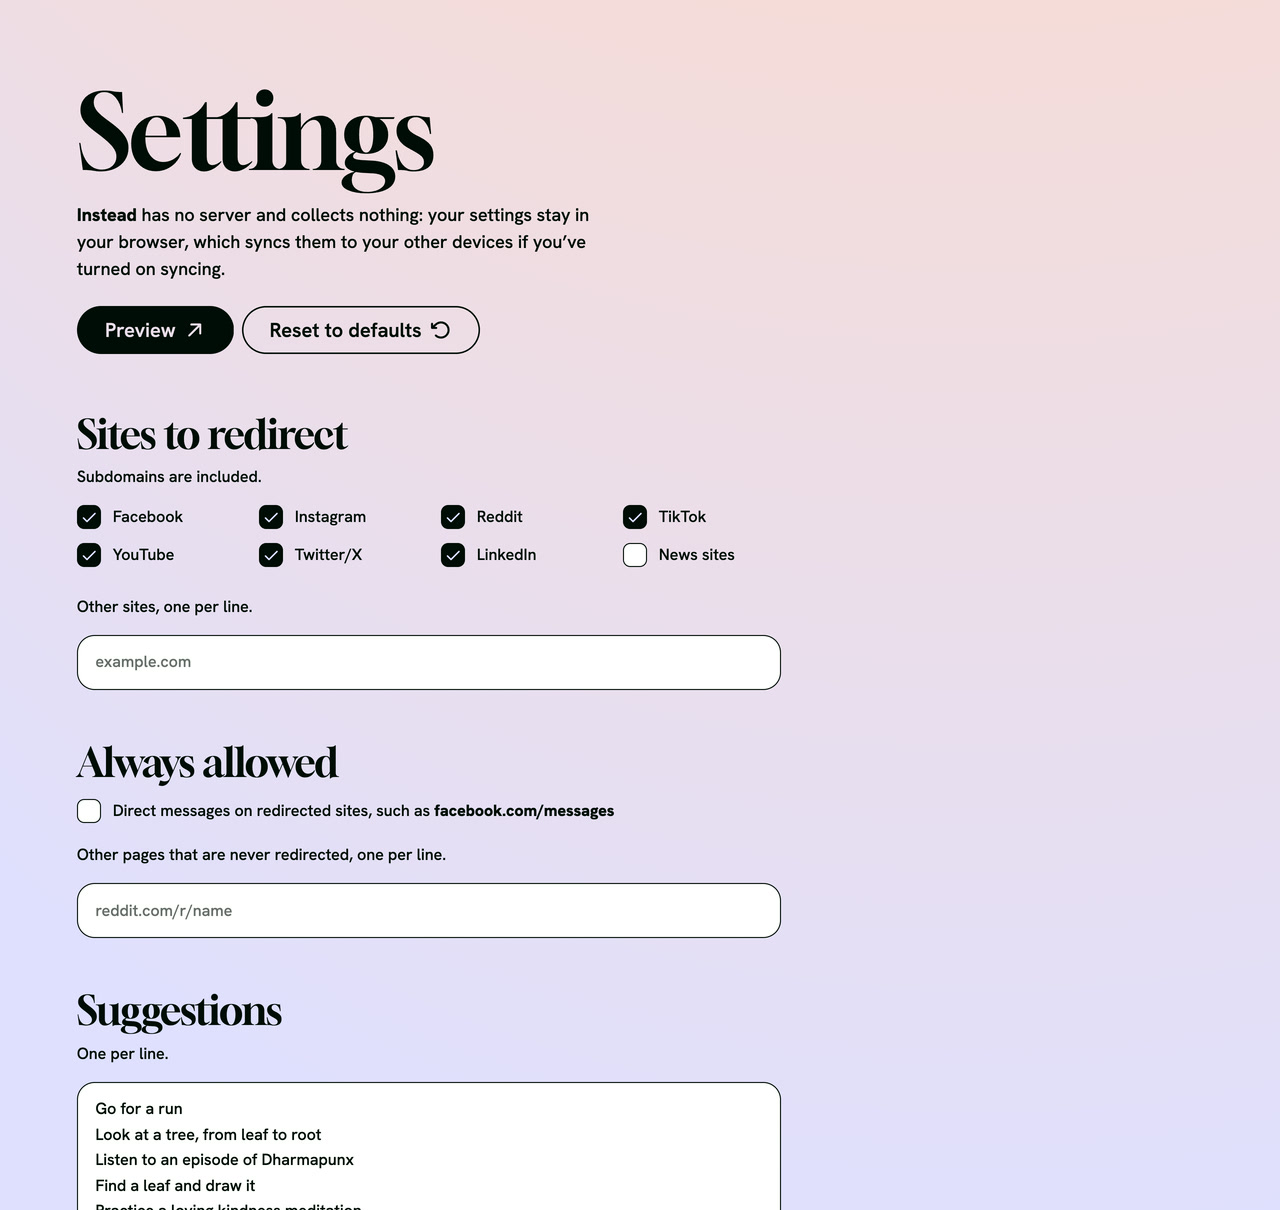 Settings
Instead has no server and collects nothing: your settings stay in
your browser, which syncs them to your other devices if you’ve
turned on syncing.
Preview
Reset to defaults
Sites to redirect
Subdomains are included.
Facebook Instagram Reddit TikTok
YouTube Twitter/X LinkedIn News sites
Other sites, one per line.
example.com
Always allowed
Direct messages on redirected sites, such as facebook.com/messages
Other pages that are never redirected, one per line.
reddit.com/r/name
Suggestions
One per line.
Go for a run
Look at a tree, from leaf to root
Listen to an episode of Dharmapunx
Find a leaf and draw it
Practice a loving kindness meditation